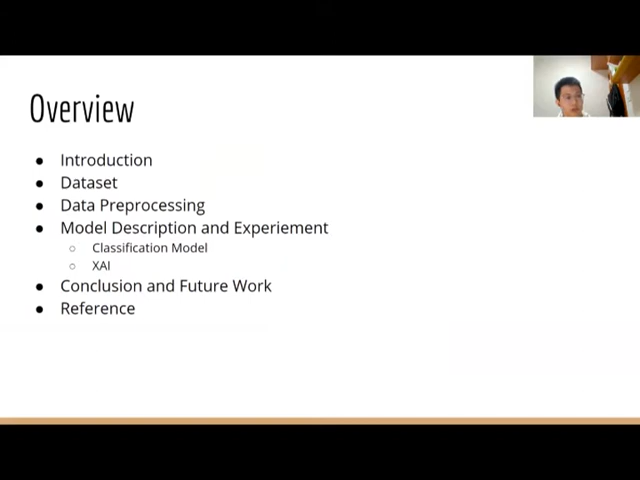 Overview
● Introduction
● Dataset
● Data Preprocessing
● Model Description and Experiement
○ Classification Model
○ XAI
● Conclusion and Future Work
● Reference